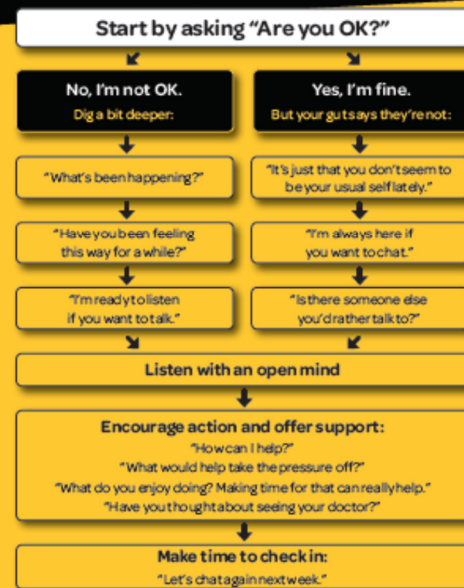 Start by asking “Are you OK?”
No, I’m not OK.
Dig a bit deeper:
“What’s been happening?”
“Have you been feeling
this way for a while?”
“I’m ready to listen
if you want to talk.”
Yes, I’m fine.
But your gut says they’re not:
“It’s just that you don’t seem to
be your usual self lately.”
“I’m always here if
you want to chat.”
“Is there someone else
you’d rather talk to?”
Listen with an open mind
Encourage action and offer support:
“How can I help?”
“What would help take the pressure off?”
“What do you enjoy doing? Making time for that can really help.”
“Have you thought about seeing your doctor?”
Make time to check in:
“Let’s chat again next week.”